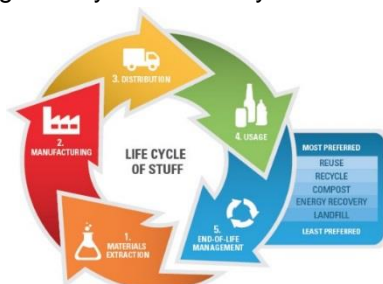 LIFE CYCLE
OF STUFF
1.
MATERIALS
EXTRACTION
2.
MANUFACTURING
3. DISTRIBUTION
4. USAGE
5.
END-OF-LIFE
MANAGEMENT
MOST PREFERRED
REUSE
RECYCLE
COMPOST
ENERGY RECOVERY
LANDFILL
LEAST PREFERRED